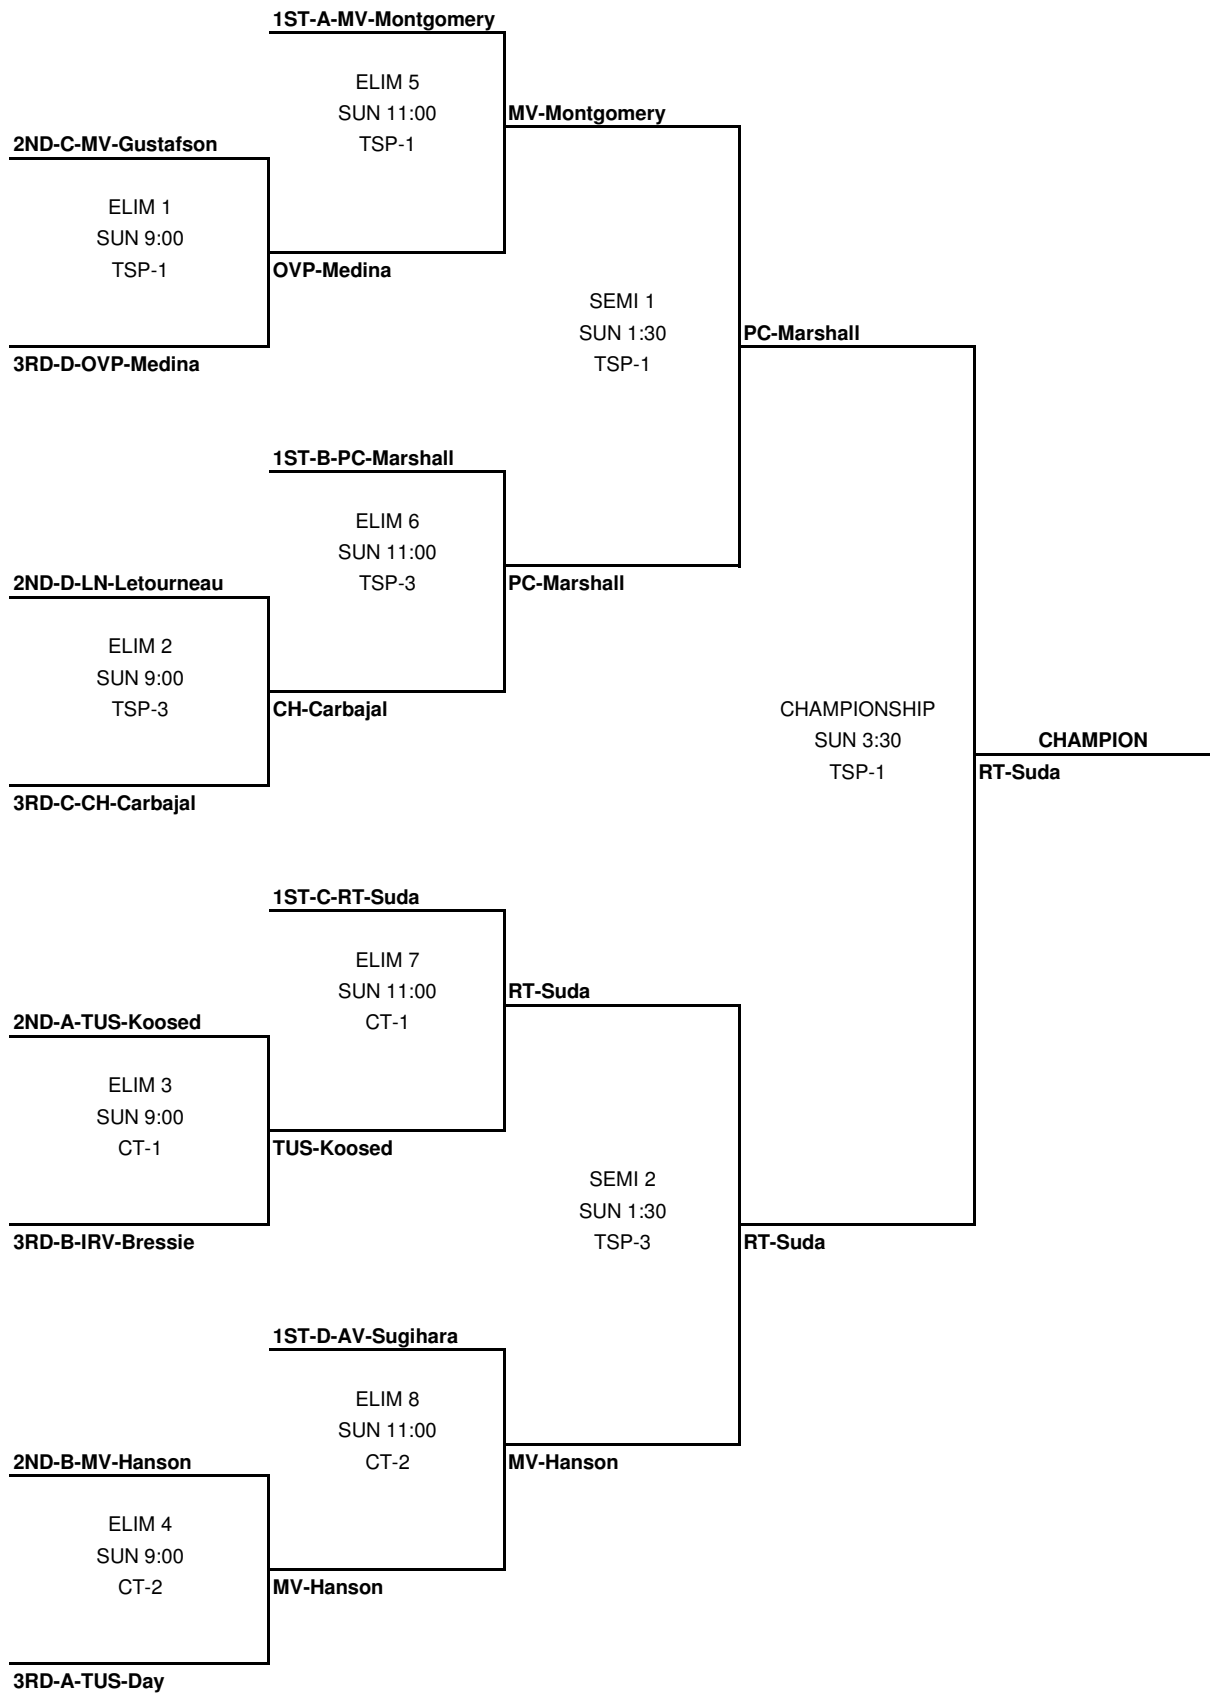 1ST-A-MV-Montgomery
ELIM 5
SUN 11:00
TSP-1
MV-Montgomery
2ND-C-MV-Gustafson
ELIM 1
SUN 9:00
TSP-1
OVP-Medina
3RD-D-OVP-Medina
SEMI 1
SUN 1:30
TSP-1
PC-Marshall
1ST-B-PC-Marshall
ELIM 6
SUN 11:00
TSP-3
PC-Marshall
2ND-D-LN-Letourneau
ELIM 2
SUN 9:00
TSP-3
CH-Carbajal
3RD-C-CH-Carbajal
CHAMPIONSHIP
SUN 3:30
TSP-1
CHAMPION
RT-Suda
1ST-C-RT-Suda
ELIM 7
SUN 11:00
CT-1
RT-Suda
2ND-A-TUS-Koosed
ELIM 3
SUN 9:00
CT-1
TUS-Koosed
3RD-B-IRV-Bressie
SEMI 2
SUN 1:30
TSP-3
RT-Suda
1ST-D-AV-Sugihara
ELIM 8
SUN 11:00
CT-2
MV-Hanson
2ND-B-MV-Hanson
ELIM 4
SUN 9:00
CT-2
MV-Hanson
3RD-A-TUS-Day